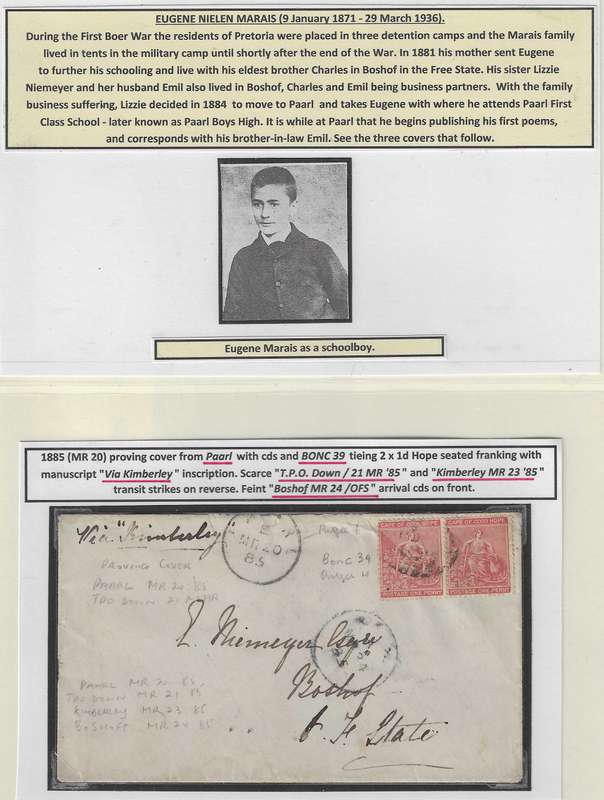 EUGENE NIELEN MARAIS (9 January 1871 - 29 March 1936).
During the First Boer War the residents of Pretoria were placed in three detention camps and the Marais family
lived in tents in the military camp until shortly after the end of the War. In 1881 his mother sent Eugene
to further his schooling and live with his eldest brother Charles in Boshof in the Free State. His sister Lizzie
Niemeyer and her husband Emil also lived in Boshof, Charles and Emil being business partners. With the family
business suffering, Lizzie decided in 1884 to move to Paarl and takes Eugene with where he attends Paarl First
Class School - later known as Paarl Boys High. It is while at Paarl that he begins publishing his first poems,
and corresponds with his brother-in-law Emil. See the three covers that follow.
Eugene Marais as a schoolboy.
1885 (MR 20) proving cover from Paarl with cds and BONC 39 tieing 2 x 1d Hope seated franking with
manuscript "Via Kimberley" inscription. Scarce "T.P.O. Down / 21 MR '85" and "Kimberley MR 23 '85"
transit strikes on reverse. Feint "Boshof MR 24 /OFS" arrival cds on front.
Via "Kimberley"
MR 20
85
BONC 39
CAPE OF GOOD HOPE
POSTAGE ONE PENNY
CAPE OF GOOD HOPE
POSTAGE ONE PENNY
PROVING COVER
PAARL MR 20 85
TPO DOWN 21 MAR
E. Niemeyer Esqre
Boshof
O. F. State
PAARL MR 20 85
TPO DOWN MR 21 85
KIMBERLEY MR 23 85
BOSHOFF MR 24 85